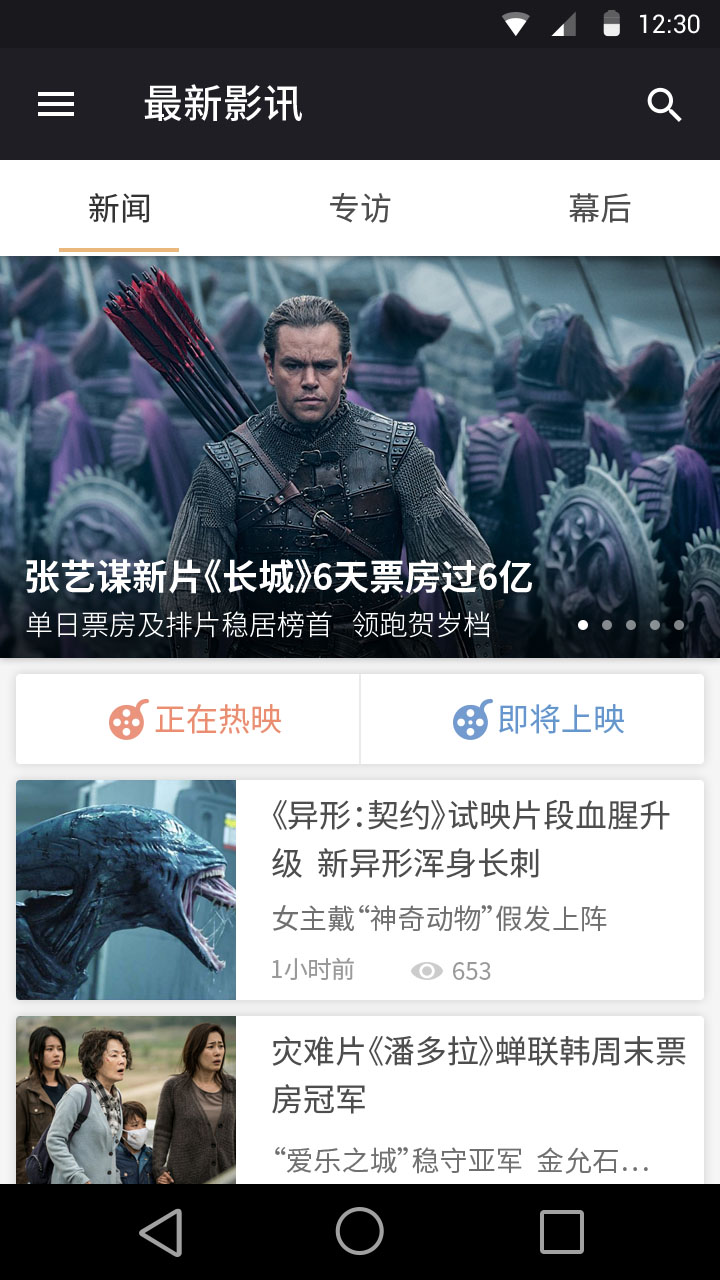 12:30
最新影讯
新闻
专访
幕后
张艺谋新片《长城》6天票房过6亿
单日票房及排片稳居榜首 领跑贺岁档
正在热映
即将上映
《异形：契约》试映片段血腥升
级 新异形浑身长刺
女主戴“神奇动物”假发上阵
1小时前
653
灾难片《潘多拉》蝉联韩周末票
房冠军
“爱乐之城”稳守亚军 金允石...